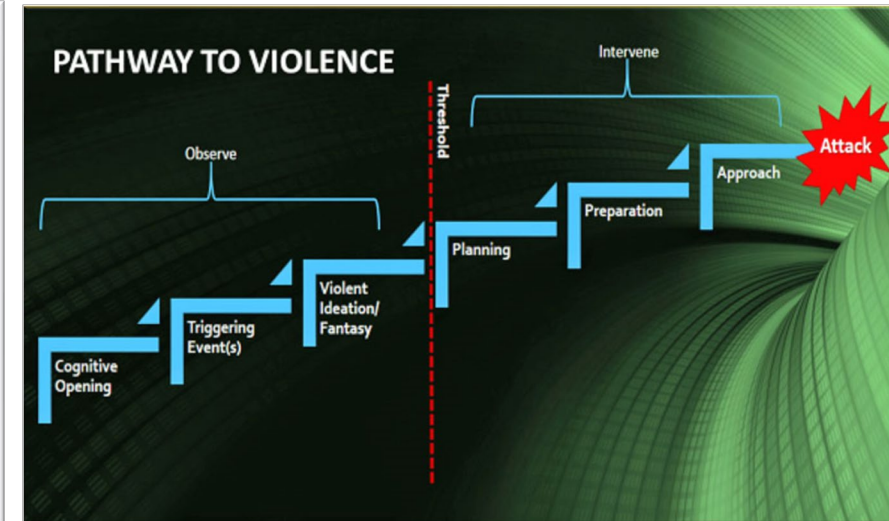 PATHWAY TO VIOLENCE
Intervene
Threshold
Observe
Attack
Approach
Preparation
Planning
Violent
Ideation/
Fantasy
Triggering
Event(s)
Cognitive
Opening